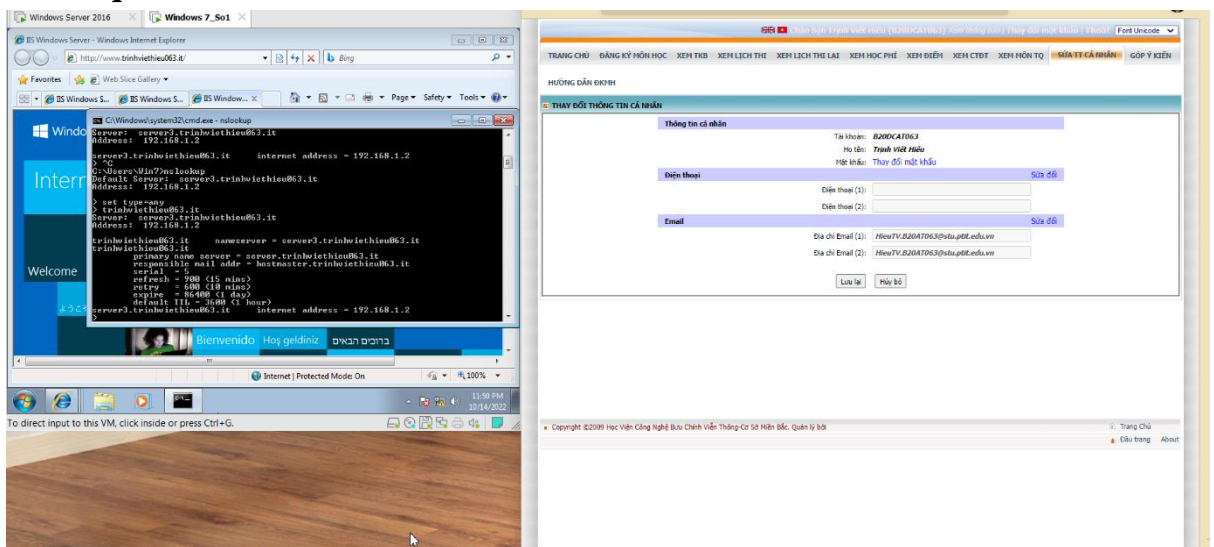 Windows Server 2016
Windows 7_So1
IIS Windows Server - Windows Internet Explorer
http://www.trinhviethieu063.it/
Bing
Favorites
Web Slice Gallery
IIS Windows S...
IIS Windows S...
IIS Window...
Page
Safety
Tools
C:\Windows\system32\cmd.exe - nslookup
Server: server3.trinhviethieu063.it
Address: 192.168.1.2
server3.trinhviethieu063.it internet address = 192.168.1.2
> ^C
C:\Users\Win7>nslookup
Default Server: server3.trinhviethieu063.it
Address: 192.168.1.2
> set type=any
> trinhviethieu063.it
Server: server3.trinhviethieu063.it
Address: 192.168.1.2
trinhviethieu063.it nameserver = server3.trinhviethieu063.it
trinhviethieu063.it
primary name server = server.trinhviethieu063.it
responsible mail addr = hostmaster.trinhviethieu063.it
serial = 5
refresh = 900 (15 mins)
retry = 600 (10 mins)
expire = 86400 (1 day)
default TTL = 3600 (1 hour)
server3.trinhviethieu063.it internet address = 192.168.1.2
>
Windo
Intern
Welcome
ようこそ
Bienvenido
Hoş geldiniz
ברוכים הבאים
Internet | Protected Mode: On
100%
11:50 PM
10/14/2022
To direct input to this VM, click inside or press Ctrl+G.
Chào bạn Trịnh Việt Hiếu (B20DCAT063)
Font Unicode
TRANG CHỦ ĐĂNG KÝ MÔN HỌC XEM TKB XEM LỊCH THI XEM LỊCH THI LẠI XEM HỌC PHÍ XEM ĐIỂM XEM CTĐT XEM MÔN TQ SỬA TT CÁ NHÂN GÓP Ý KIẾN
HƯỚNG DẪN ĐKMH
THAY ĐỔI THÔNG TIN CÁ NHÂN
Thông tin cá nhân
Tài khoản: B20DCAT063
Họ tên: Trịnh Viết Hiếu
Mật khẩu: Thay đổi mật khẩu
Điện thoại Sửa đổi
Điện thoại (1):
Điện thoại (2):
Email Sửa đổi
Địa chỉ Email (1): HieuTV.B20AT063@stu.ptit.edu.vn
Địa chỉ Email (2): HieuTV.B20AT063@stu.ptit.edu.vn
Lưu lại Hủy bỏ
Copyright ©2009 Học Viện Công Nghệ Bưu Chính Viễn Thông-Cơ Sở Miền Bắc. Quản lý bởi
Trang Chủ
Đầu trang About